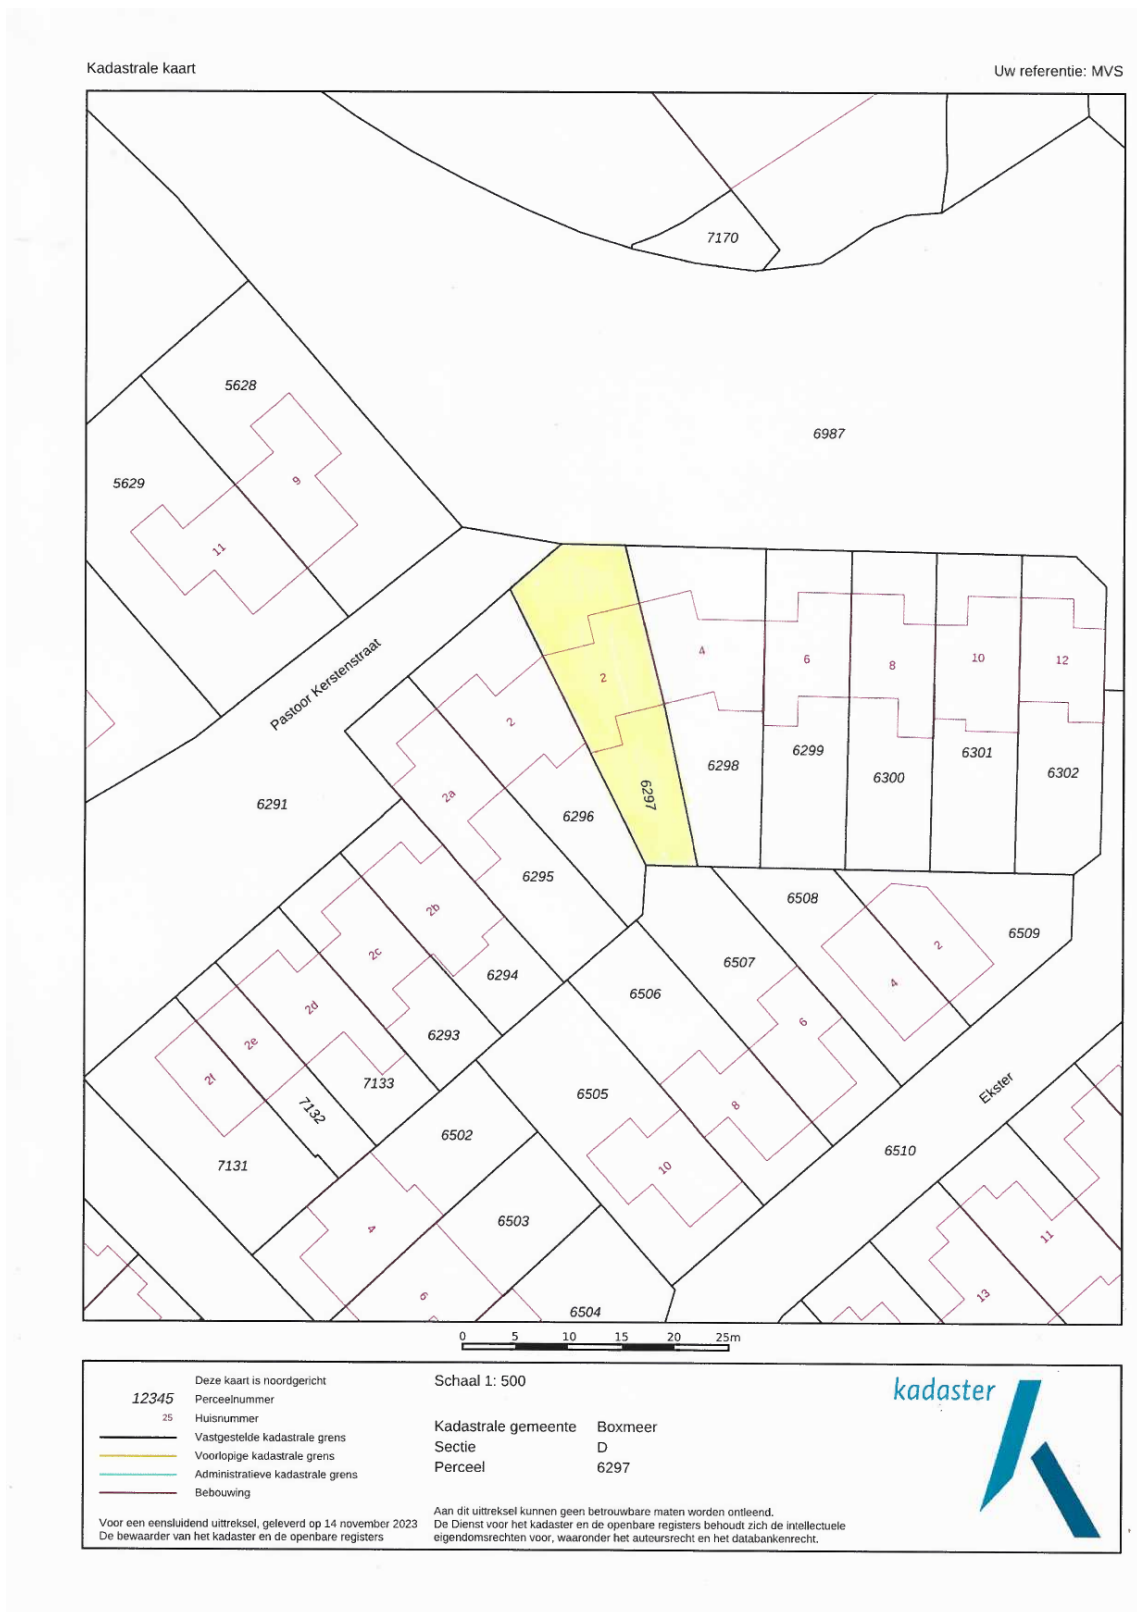 Kadastrale kaart
Uw referentie: MVS
7170
5628
6987
5629
9
11
Pastoor Kerstenstraat
2
4
6
8
10
12
2
6298
6299
6300
6301
6302
6297
6291
2a
6296
6295
6508
6509
2b
2
2c
6507
4
6294
6506
2d
6
6293
2e
2f
7133
6505
8
Ekster
7132
6502
6510
7131
10
4
6503
11
6
13
6504
0 5 10 15 20 25m
Deze kaart is noordgericht
12345 Perceelnummer
25 Huisnummer
Vastgestelde kadastrale grens
Voorlopige kadastrale grens
Administratieve kadastrale grens
Bebouwing
Voor een eensluidend uittreksel, geleverd op 14 november 2023
De bewaarder van het kadaster en de openbare registers
Schaal 1: 500
Kadastrale gemeente Boxmeer
Sectie D
Perceel 6297
Aan dit uittreksel kunnen geen betrouwbare maten worden ontleend.
De Dienst voor het kadaster en de openbare registers behoudt zich de intellectuele
eigendomsrechten voor, waaronder het auteursrecht en het databankenrecht.
kadaster